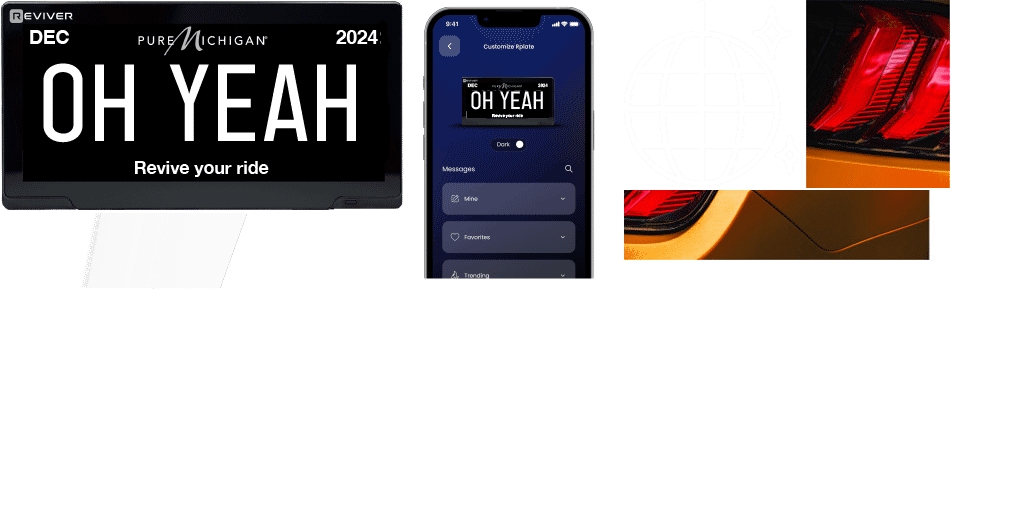 REVIVER
DEC
PURE MICHIGAN
2024
OH YEAH
Revive your ride
9:41
Customize Rplate
REVIVER
DEC
2024
OH YEAH
Revive your ride
Dark
Messages
Mine
Favorites
Trending